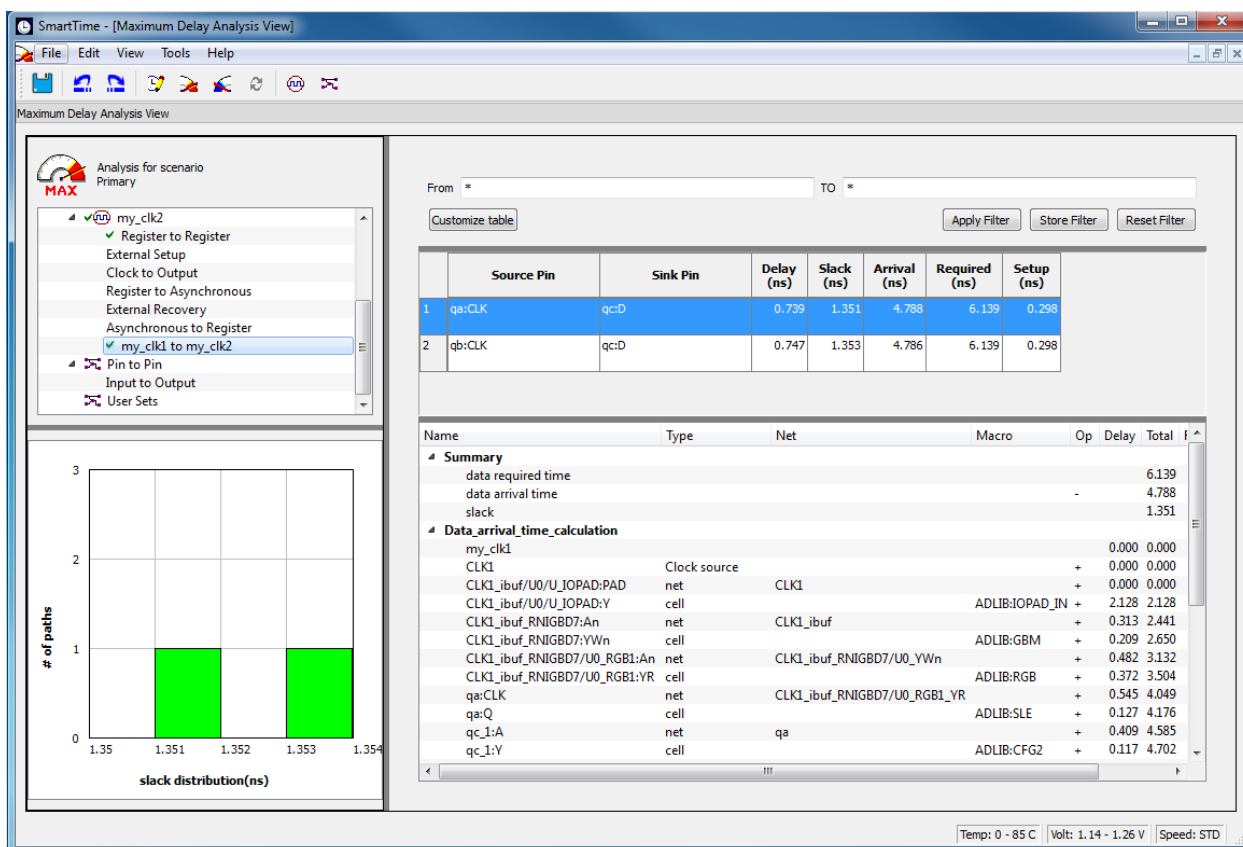 SmartTime - [Maximum Delay Analysis View]
File Edit View Tools Help
Maximum Delay Analysis View
MAX
Analysis for scenario
Primary
my_clk2
Register to Register
External Setup
Clock to Output
Register to Asynchronous
External Recovery
Asynchronous to Register
my_clk1 to my_clk2
Pin to Pin
Input to Output
User Sets
# of paths
3
2
1
0
1.35 1.351 1.352 1.353 1.354
slack distribution(ns)
From * TO *
Customize table Apply Filter Store Filter Reset Filter
Source Pin Sink Pin Delay (ns) Slack (ns) Arrival (ns) Required (ns) Setup (ns)
1 qa:CLK qc:D 0.739 1.351 4.788 6.139 0.298
2 qb:CLK qc:D 0.747 1.353 4.786 6.139 0.298
Name Type Net Macro Op Delay Total F
Summary
data required time 6.139
data arrival time - 4.788
slack 1.351
Data_arrival_time_calculation
my_clk1 0.000 0.000
CLK1 Clock source + 0.000 0.000
CLK1_ibuf/U0/U_IOPAD:PAD net CLK1 + 0.000 0.000
CLK1_ibuf/U0/U_IOPAD:Y cell ADLIB:IOPAD_IN + 2.128 2.128
CLK1_ibuf_RNIGBD7:An net CLK1_ibuf + 0.313 2.441
CLK1_ibuf_RNIGBD7:YWn cell ADLIB:GBM + 0.209 2.650
CLK1_ibuf_RNIGBD7/U0_RGB1:An net CLK1_ibuf_RNIGBD7/U0_YWn + 0.482 3.132
CLK1_ibuf_RNIGBD7/U0_RGB1:YR cell ADLIB:RGB + 0.372 3.504
qa:CLK net CLK1_ibuf_RNIGBD7/U0_RGB1_YR + 0.545 4.049
qa:Q cell ADLIB:SLE + 0.127 4.176
qc_1:A net qa + 0.409 4.585
qc_1:Y cell ADLIB:CFG2 + 0.117 4.702
Temp: 0 - 85 C Volt: 1.14 - 1.26 V Speed: STD